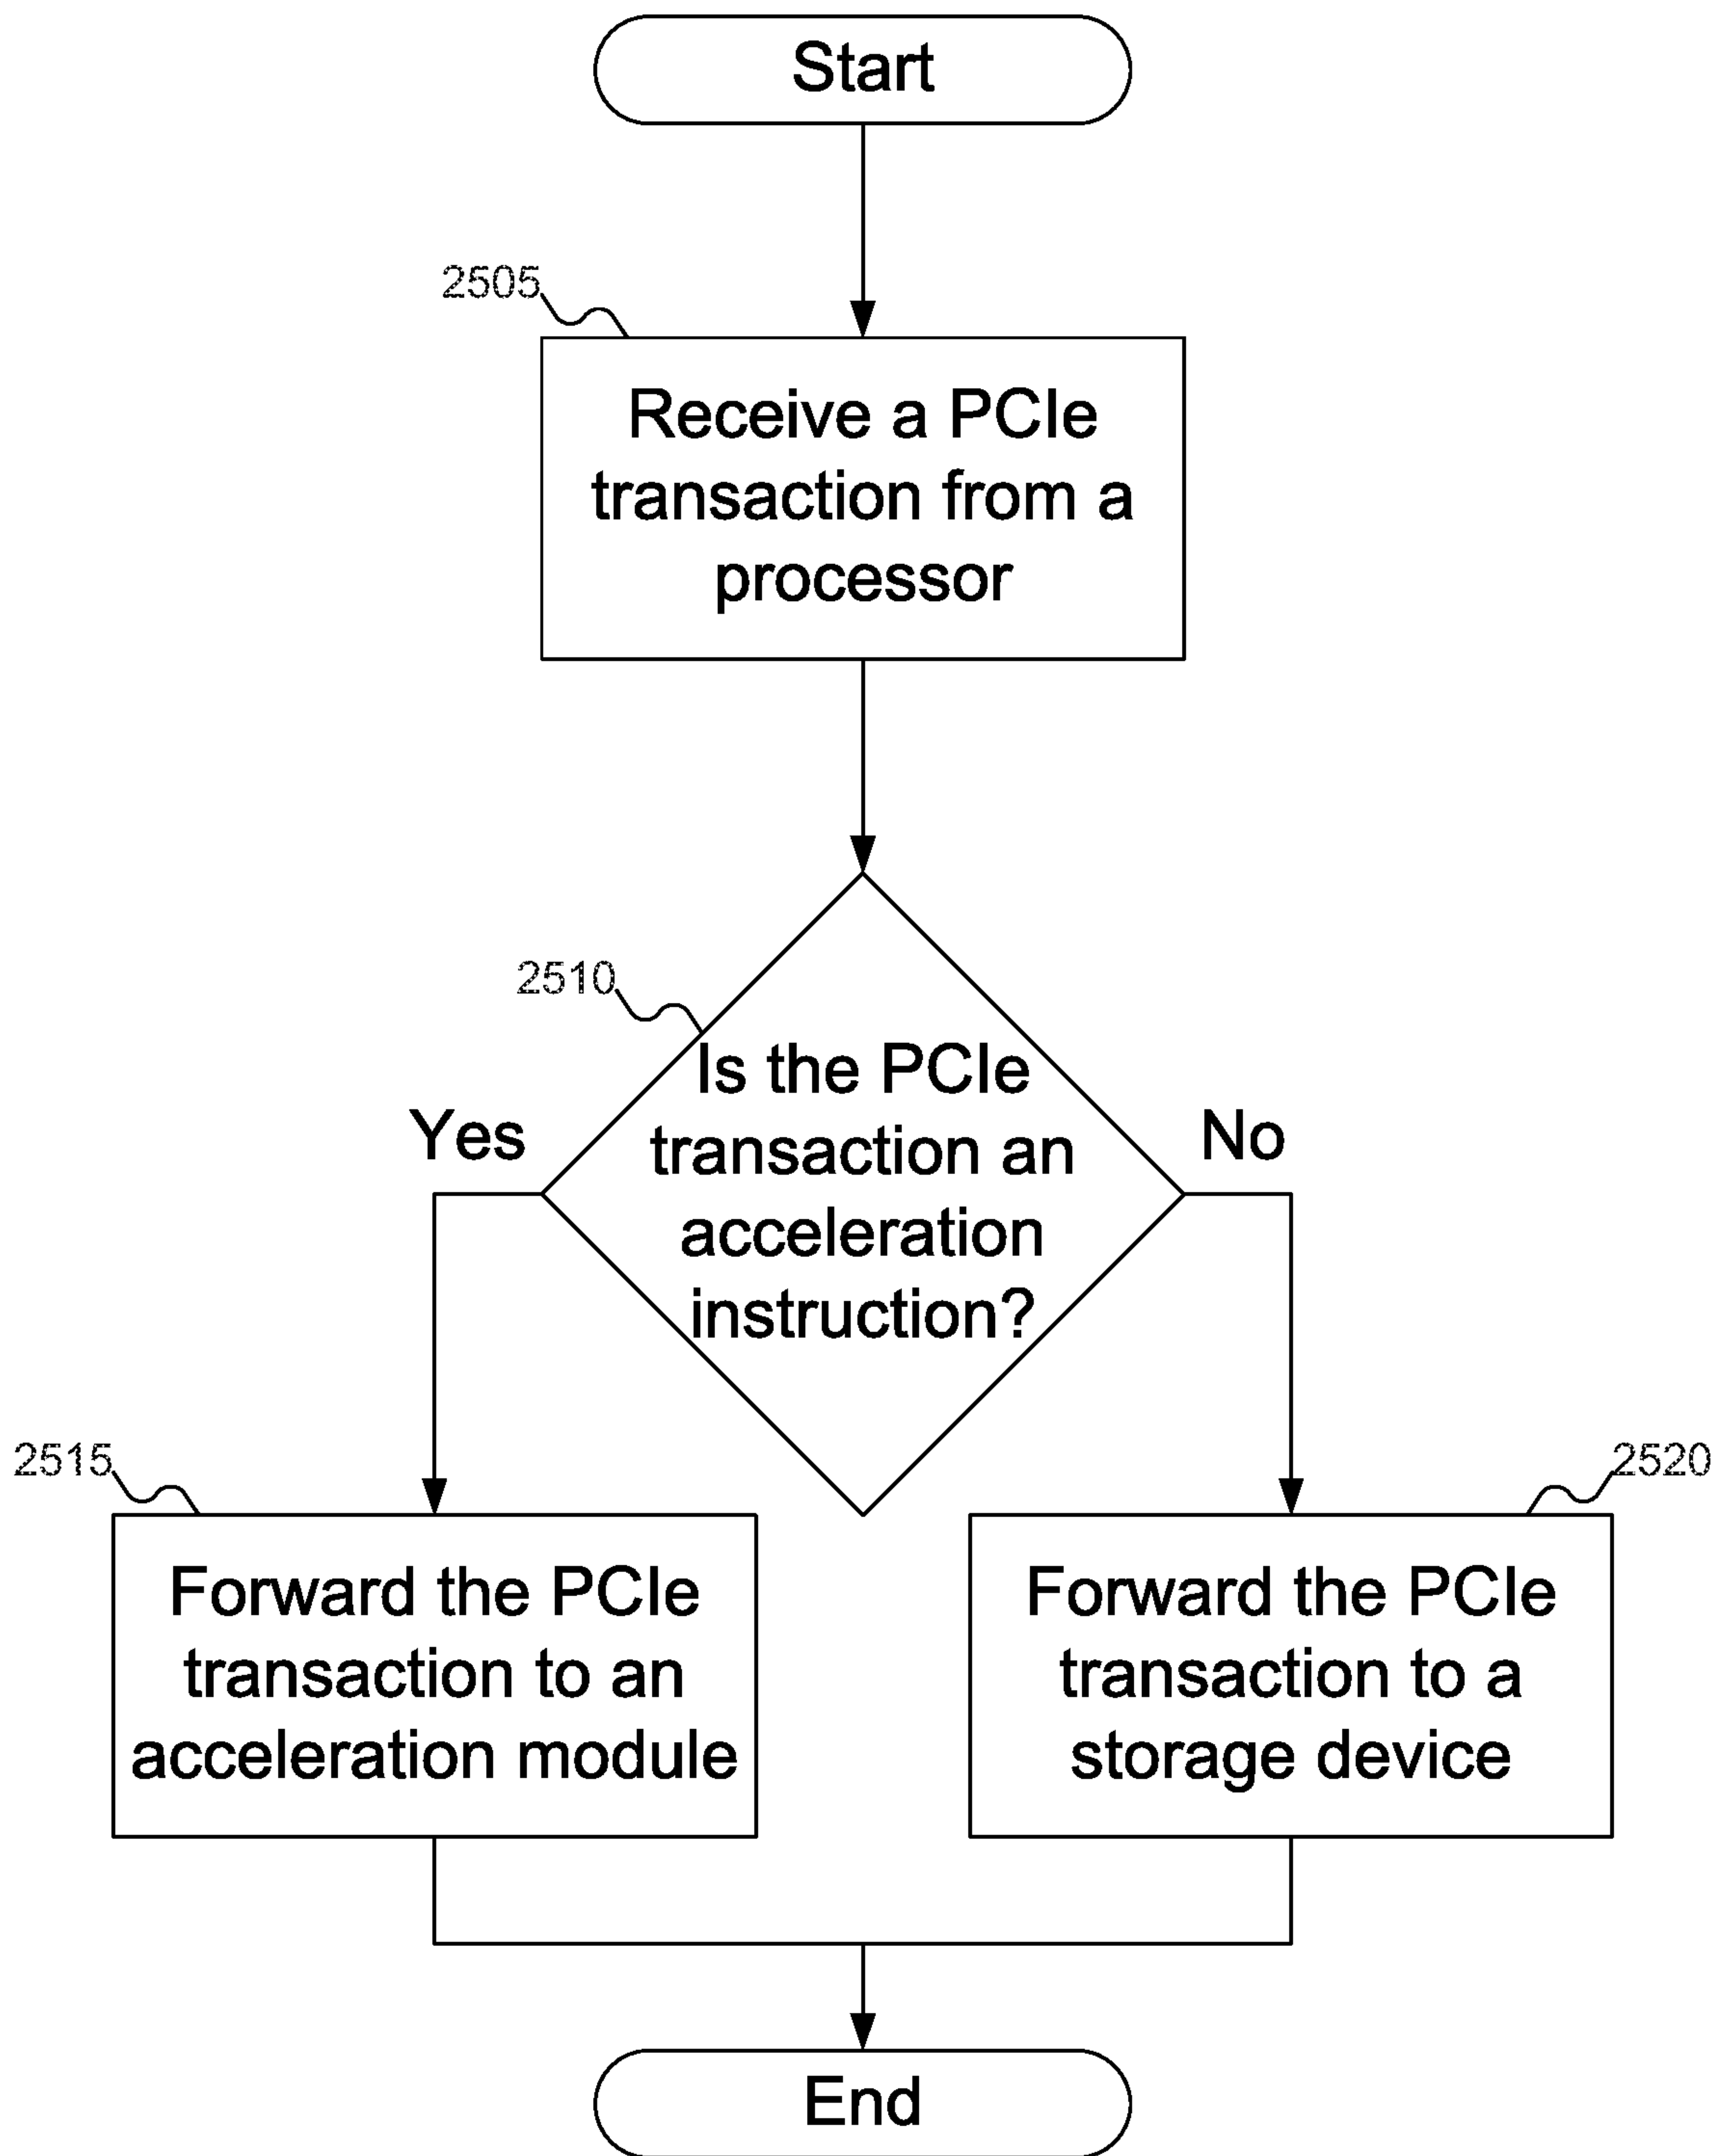 Start
2505
Receive a PCIe
transaction from a
processor
2510
Is the PCIe
transaction an
acceleration
instruction?
Yes
No
2515
Forward the PCIe
transaction to an
acceleration module
2520
Forward the PCIe
transaction to a
storage device
End